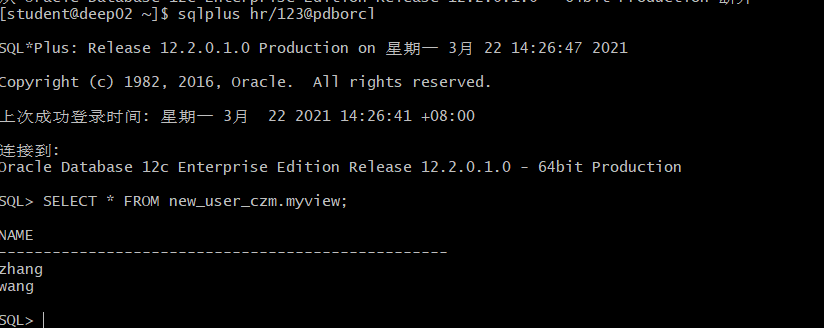 [student@deep02 ~]$ sqlplus hr/123@pdborcl
SQL*Plus: Release 12.2.0.1.0 Production on 星期一 3月 22 14:26:47 2021
Copyright (c) 1982, 2016, Oracle.  All rights reserved.
上次成功登录时间: 星期一 3月  22 2021 14:26:41 +08:00
连接到:
Oracle Database 12c Enterprise Edition Release 12.2.0.1.0 - 64bit Production
SQL> SELECT * FROM new_user_czm.myview;
NAME
--------------------------------------------------
zhang
wang
SQL>